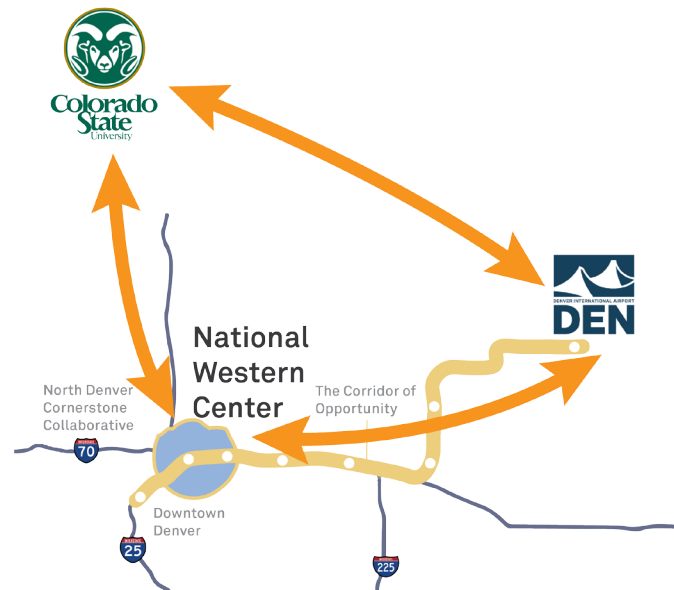 Colorado
State
University
DENVER INTERNATIONAL AIRPORT
DEN
National
Western
Center
The Corridor of
Opportunity
North Denver
Cornerstone
Collaborative
70
Downtown
Denver
25
225